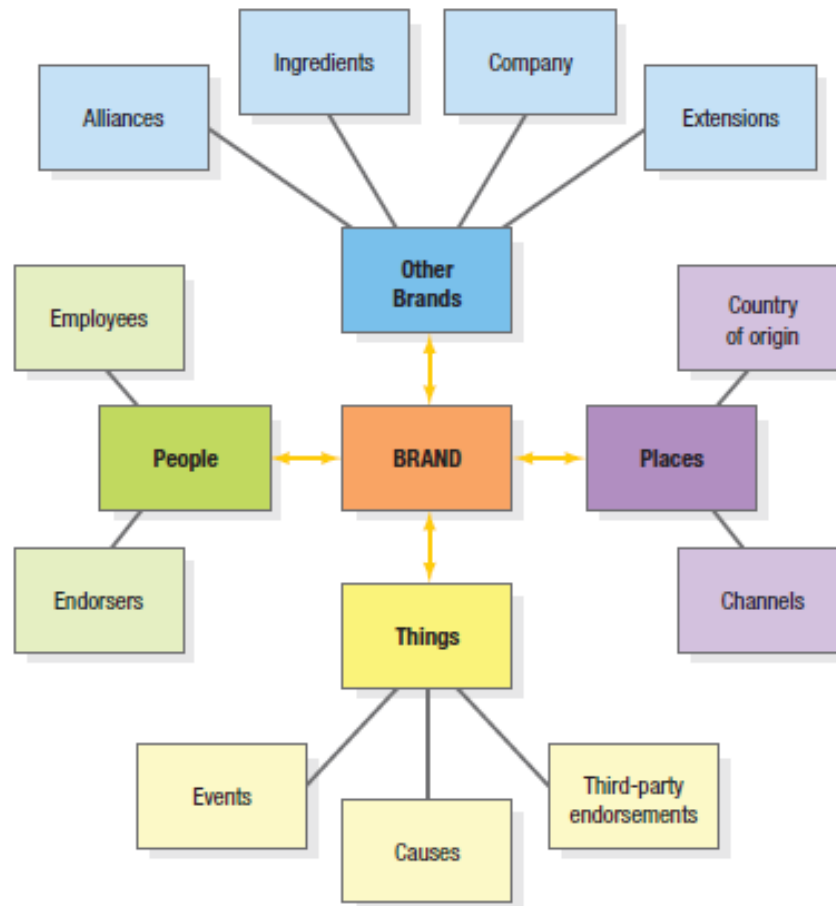 Ingredients
Company
Alliances
Extensions
Other
Brands
Employees
Country
of origin
People
BRAND
Places
Endorsers
Channels
Things
Events
Causes
Third-party
endorsements